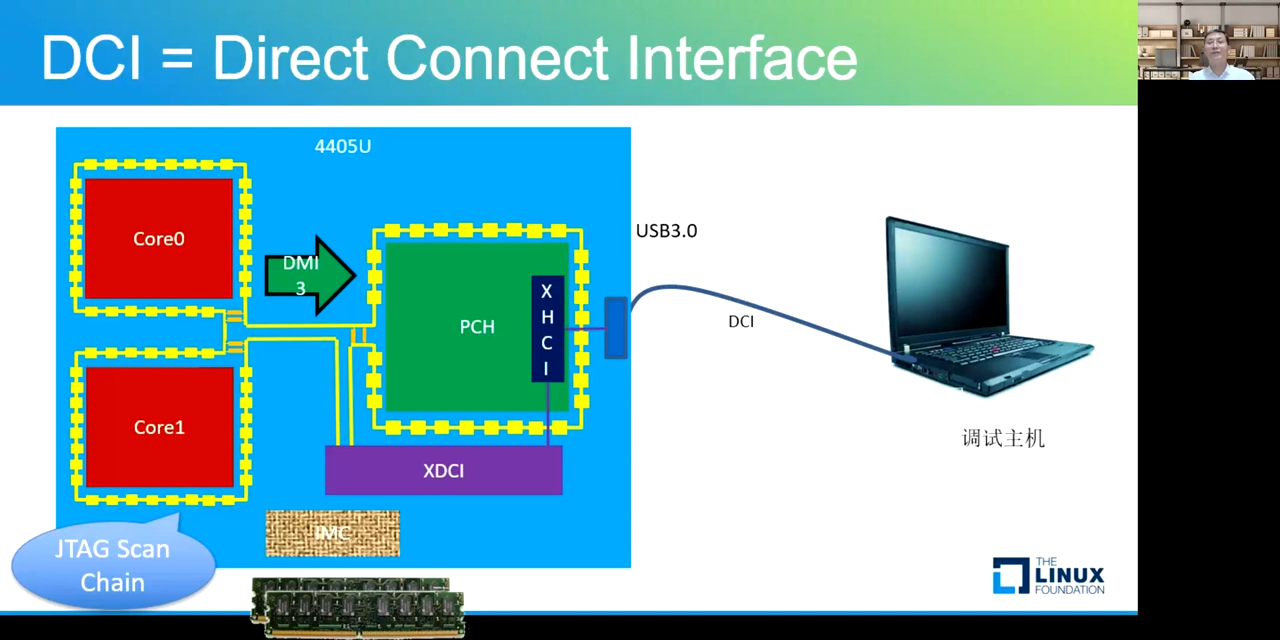 DCI = Direct Connect Interface
4405U
Core0
DMI
3
PCH
X
H
C
I
USB3.0
DCI
调试主机
Core1
XDCI
IMC
JTAG Scan
Chain
THE
LINUX
FOUNDATION